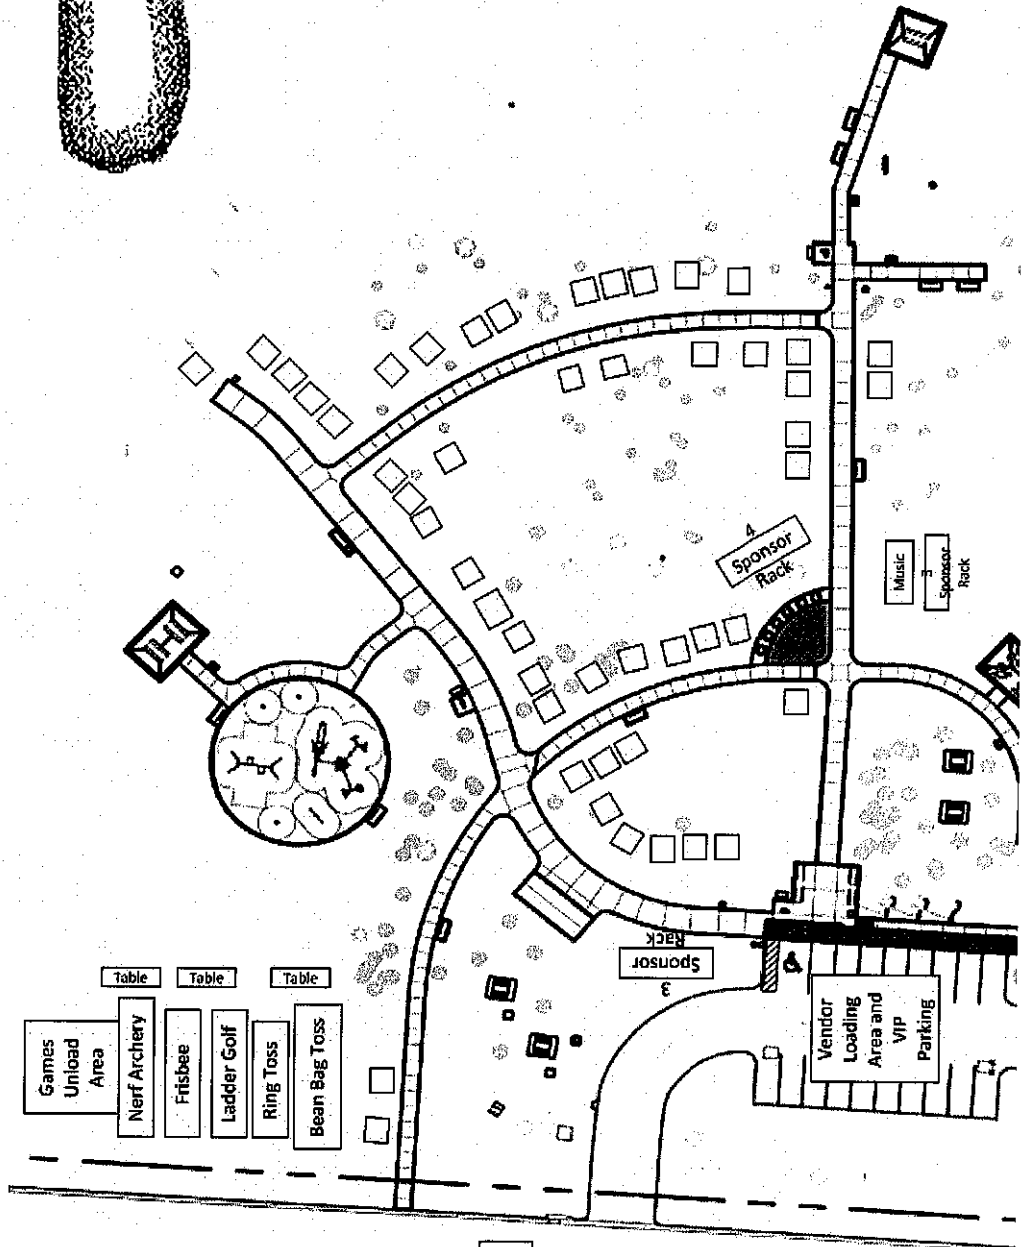 4
Sponsor
Rack
Music
3
Sponsor
Rack
Table
Table
Table
Games
Unload
Area
Nerf Archery
Frisbee
Ladder Golf
Ring Toss
Bean Bag Toss
3
Sponsor
Rack
Vendor
Loading
Area and
VIP
Parking